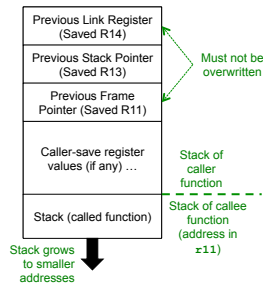 Previous Link Register
(Saved R14)
Previous Stack Pointer
(Saved R13)
Must not be
overwritten
Previous Frame
Pointer (Saved R11)
Caller-save register
values (if any) …
Stack of
caller
function
Stack (called function)
Stack of callee
function
(address in
r11)
Stack grows
to smaller
addresses